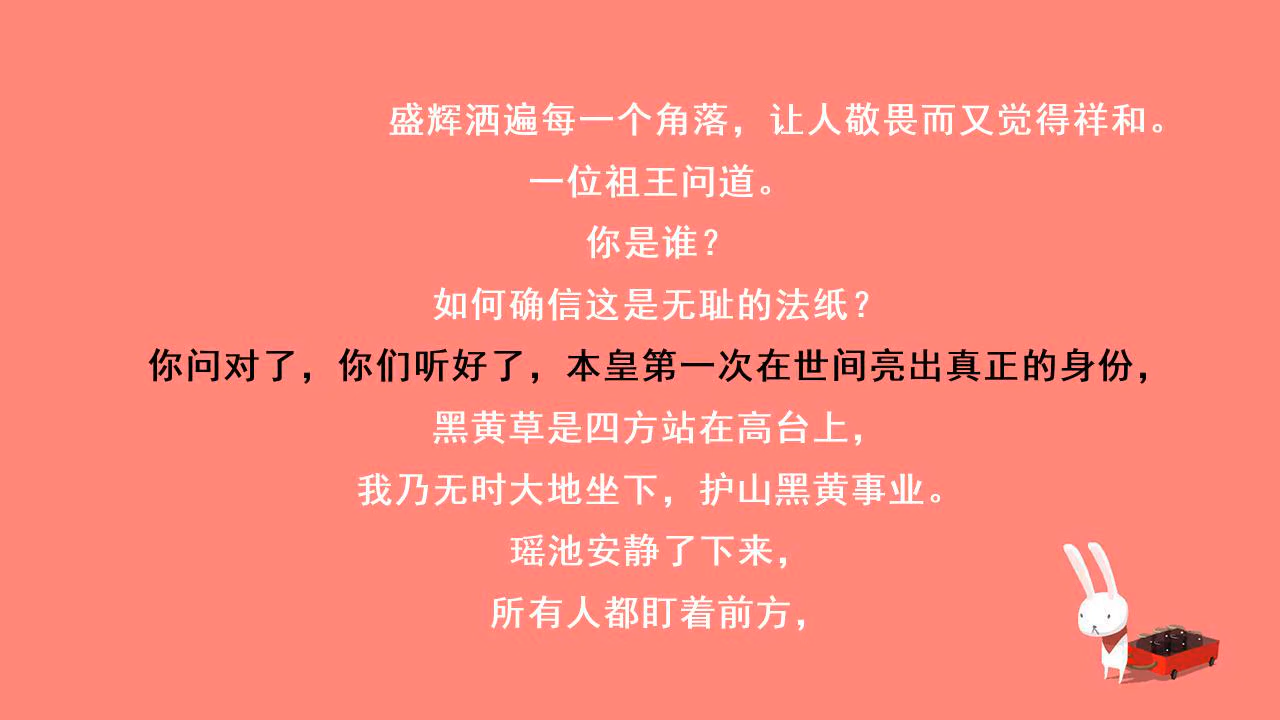 盛辉洒遍每一个角落，让人敬畏而又觉得祥和。
一位祖王问道。
你是谁？
如何确信这是无耻的法纸？
你问对了，你们听好了，本皇第一次在世间亮出真正的身份，
黑黄草是四方站在高台上，
我乃无时大地坐下，护山黑黄事业。
瑶池安静了下来，
所有人都盯着前方，